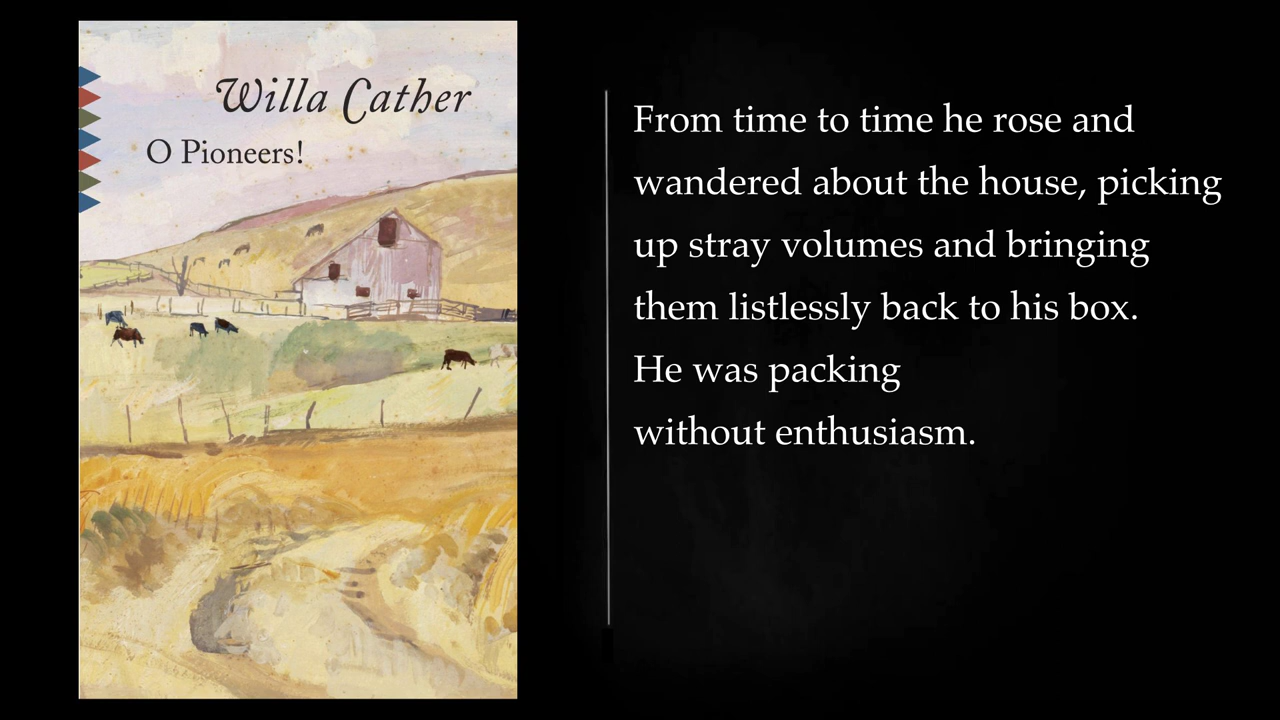 Willa Cather
O Pioneers!
From time to time he rose and
wandered about the house, picking
up stray volumes and bringing
them listlessly back to his box.
He was packing
without enthusiasm.